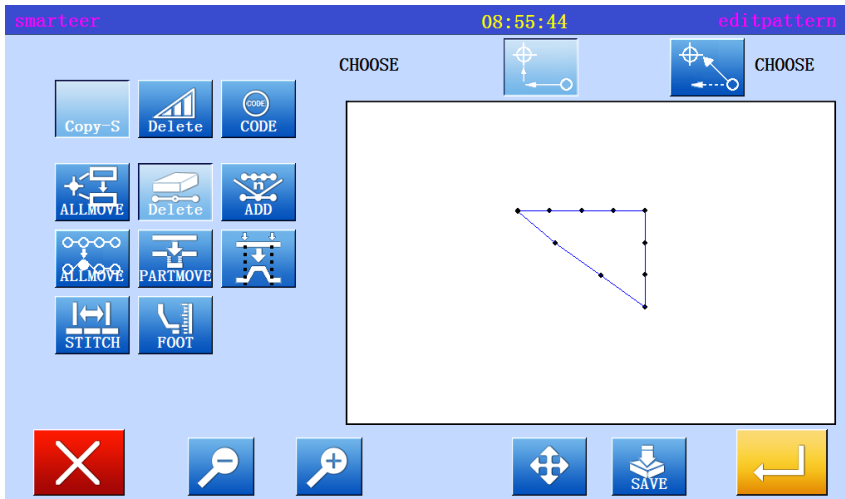 smarteer 08:55:44 editpattern
CHOOSE CHOOSE
Copy-S Delete CODE CODE
ALLMOVE Delete n ADD
ALLMOVE PARTMOVE
STITCH FOOT
SAVE